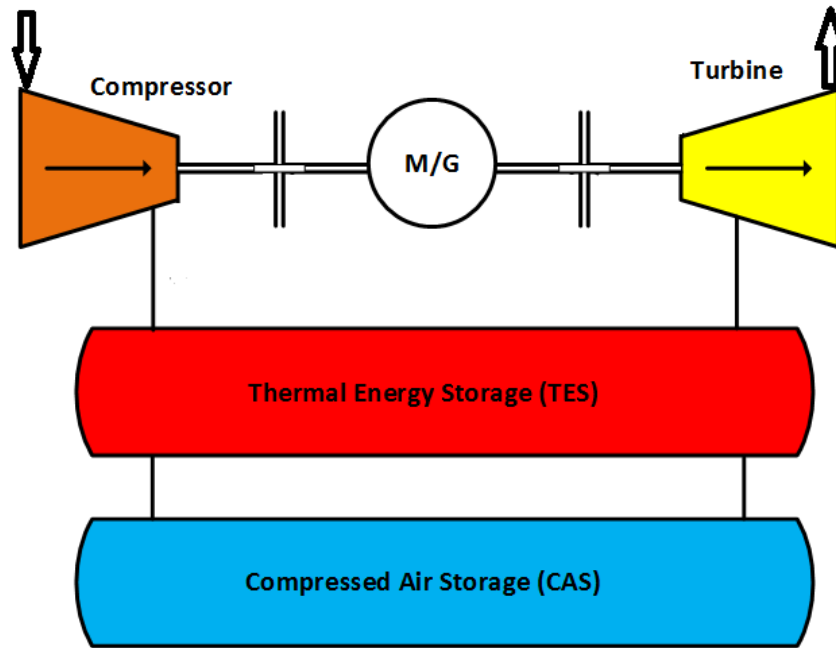 Compressor
Turbine
M/G
Thermal Energy Storage (TES)
Compressed Air Storage (CAS)